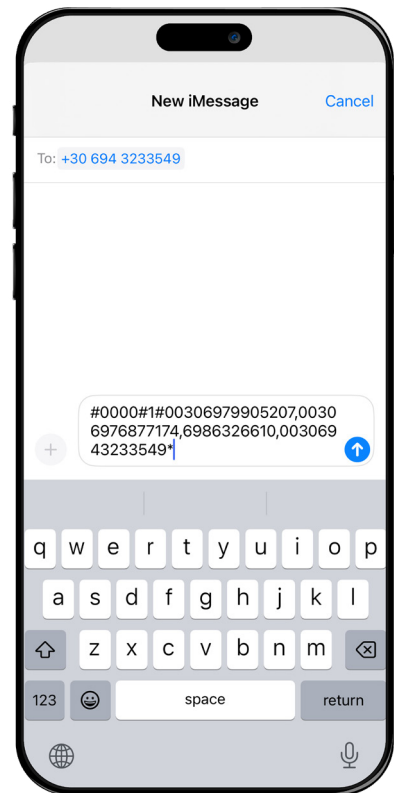 New iMessage
Cancel
To: +30 694 3233549
#0000#1#00306979905207,0030
6976877174,6986326610,003069
43233549*
q w e r t y u i o p
a s d f g h j k l
z x c v b n m
123
space
return